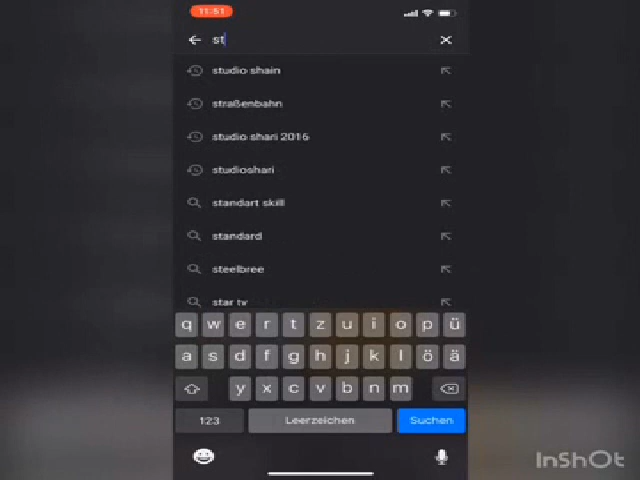 11:51
st
studio shain
straßenbahn
studio shari 2016
studioshari
standart skill
standard
steelbree
star tv
q w e r t z u i o p ü
a s d f g h j k l ö ä
y x c v b n m
123 Leerzeichen Suchen
InShOt